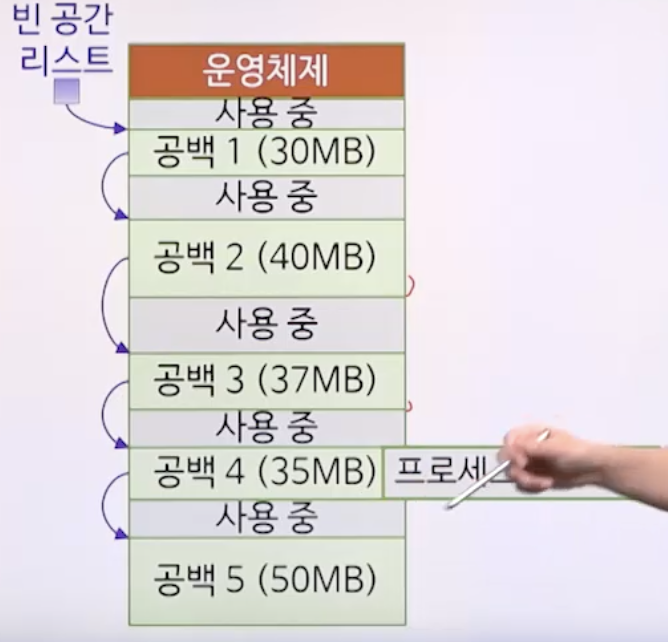 빈 공간
리스트
운영체제
사용 중
공백 1 (30MB)
사용 중
공백 2 (40MB)
사용 중
공백 3 (37MB)
사용 중
공백 4 (35MB)
프로세
사용 중
공백 5 (50MB)